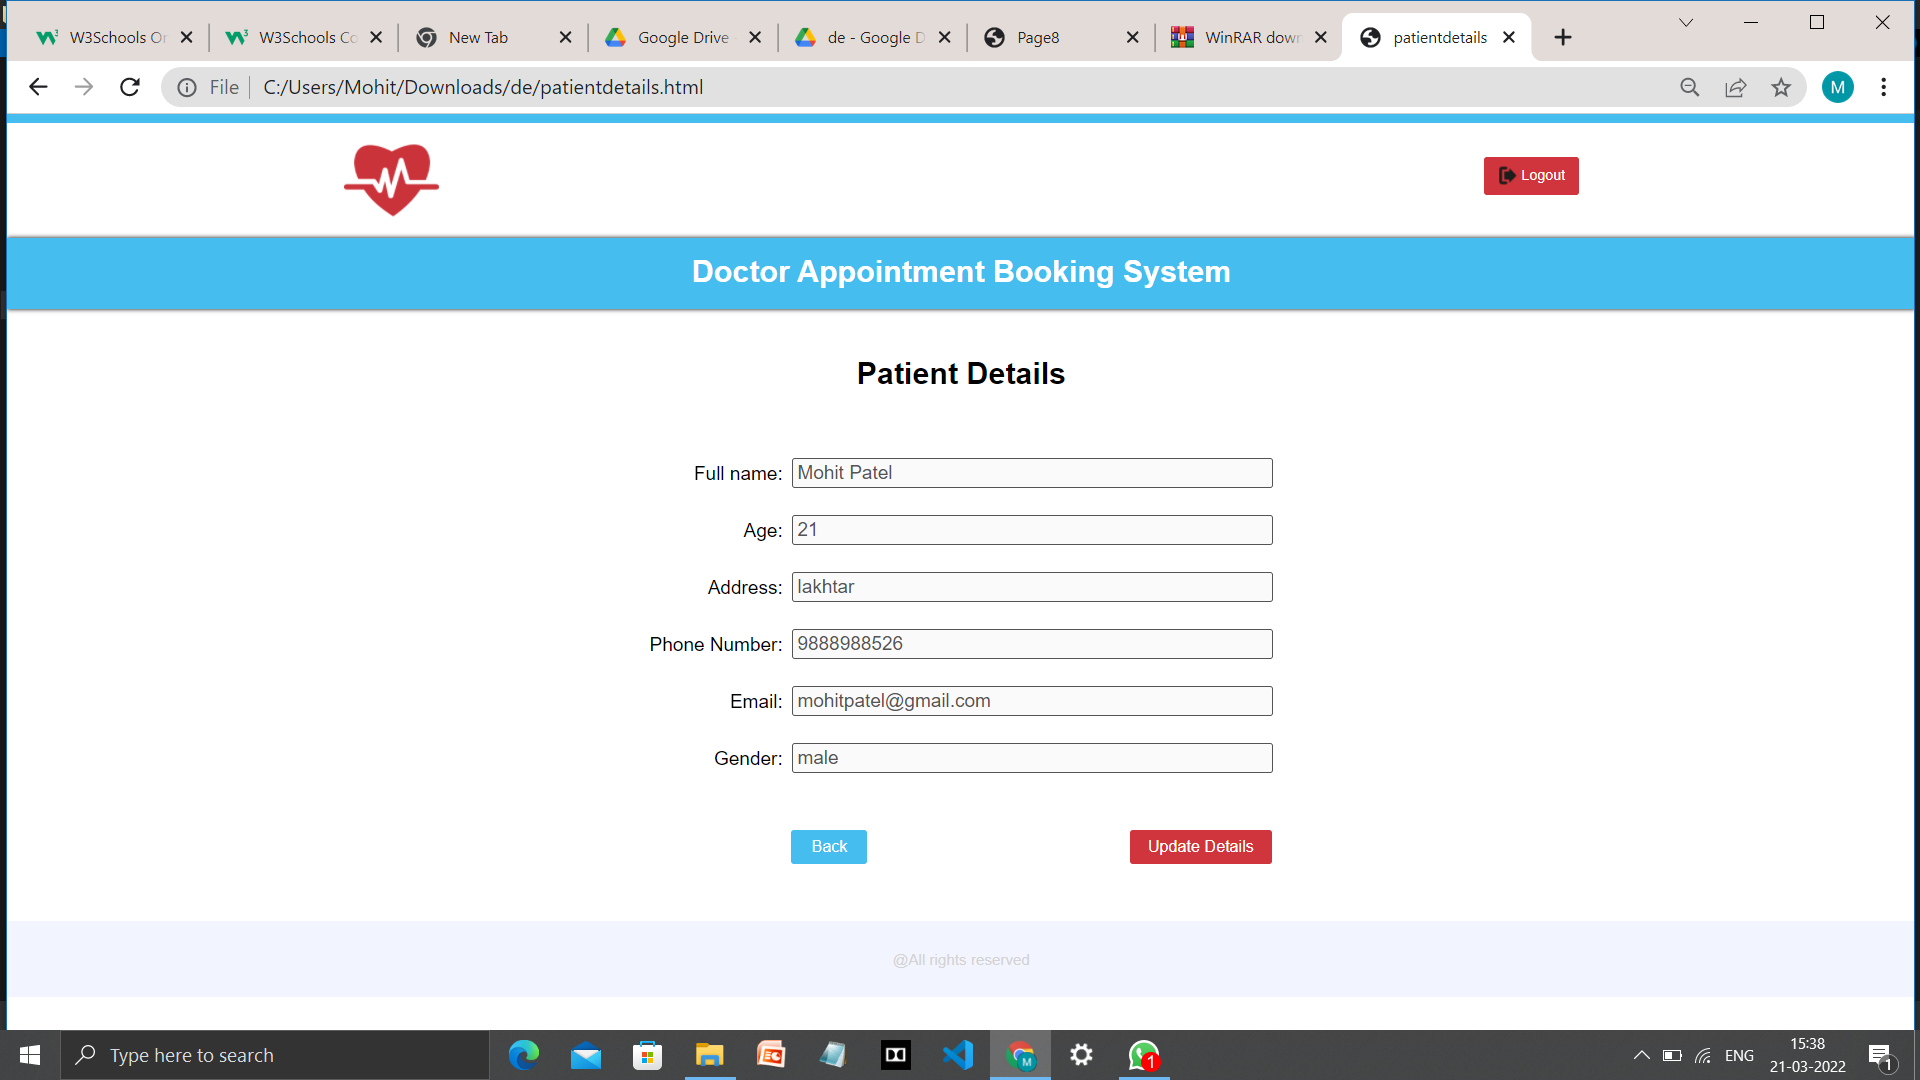 W3Schools Or
W3Schools Co
New Tab
Google Drive
de - Google D
Page8
WinRAR down
patientdetails
File
C:/Users/Mohit/Downloads/de/patientdetails.html
M
Logout
Doctor Appointment Booking System
Patient Details
Full name: Mohit Patel
Age: 21
Address: lakhtar
Phone Number: 9888988526
Email: mohitpatel@gmail.com
Gender: male
Back
Update Details
@All rights reserved
Type here to search
M
1
ENG
15:38
21-03-2022
1